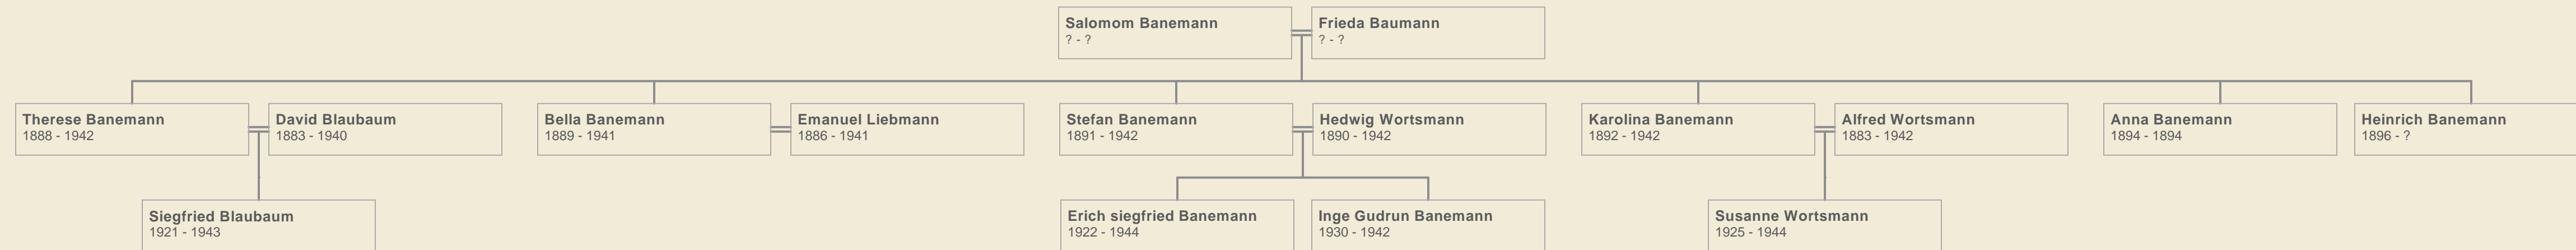 Salomom Banemann
? - ?
Frieda Baumann
? - ?
Therese Banemann
1888 - 1942
David Blaubaum
1883 - 1940
Bella Banemann
1889 - 1941
Emanuel Liebmann
1886 - 1941
Stefan Banemann
1891 - 1942
Hedwig Wortsmann
1890 - 1942
Karolina Banemann
1892 - 1942
Alfred Wortsmann
1883 - 1942
Anna Banemann
1894 - 1894
Heinrich Banemann
1896 - ?
Siegfried Blaubaum
1921 - 1943
Erich siegfried Banemann
1922 - 1944
Inge Gudrun Banemann
1930 - 1942
Susanne Wortsmann
1925 - 1944